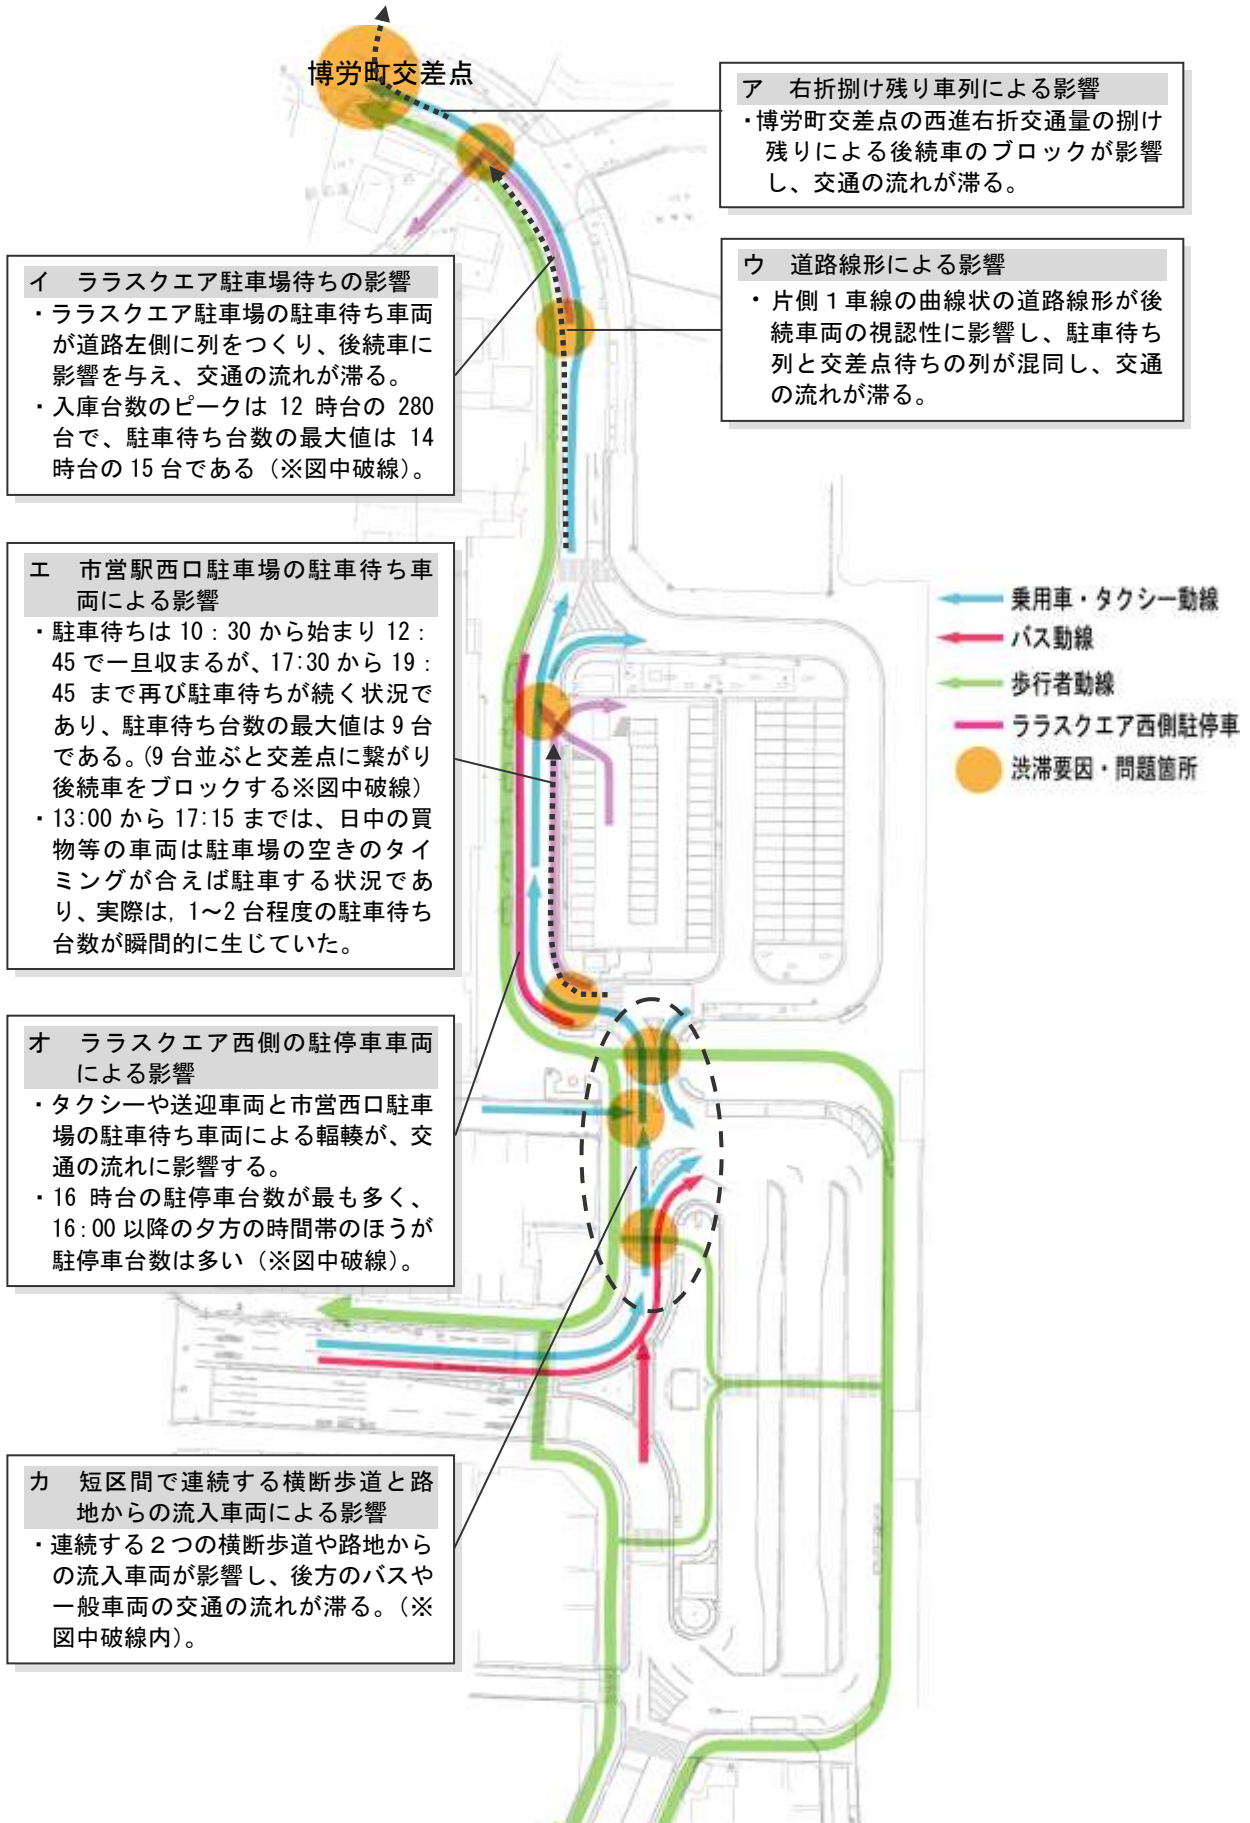 博労町交差点
ア　右折捌け残り車列による影響
・博労町交差点の西進右折交通量の捌け
残りによる後続車のブロックが影響
し、交通の流れが滞る。
イ　ララスクエア駐車場待ちの影響
・ララスクエア駐車場の駐車待ち車両
が道路左側に列をつくり、後続車に
影響を与え、交通の流れが滞る。
・入庫台数のピークは 12 時台の 280
台で、駐車待ち台数の最大値は 14
時台の 15 台である（※図中破線）。
ウ　道路線形による影響
・片側１車線の曲線状の道路線形が後
続車両の視認性に影響し、駐車待ち
列と交差点待ちの列が混同し、交通
の流れが滞る。
エ　市営駅西口駐車場の駐車待ち車
両による影響
・駐車待ちは 10：30 から始まり 12：
45 で一旦収まるが、17:30 から 19：
45 まで再び駐車待ちが続く状況で
あり、駐車待ち台数の最大値は 9 台
である。(9 台並ぶと交差点に繋がり
後続車をブロックする※図中破線)
・13:00 から 17:15 までは、日中の買
物等の車両は駐車場の空きのタイ
ミングが合えば駐車する状況であ
り、実際は, 1～2 台程度の駐車待ち
台数が瞬間的に生じていた。
乗用車・タクシー動線
バス動線
歩行者動線
ララスクエア西側駐停車
渋滞要因・問題箇所
オ　ララスクエア西側の駐停車車両
による影響
・タクシーや送迎車両と市営西口駐車
場の駐車待ち車両による輻輳が、交
通の流れに影響する。
・16 時台の駐停車台数が最も多く、
16:00 以降の夕方の時間帯のほうが
駐停車台数は多い（※図中破線）。
カ　短区間で連続する横断歩道と路
地からの流入車両による影響
・連続する２つの横断歩道や路地から
の流入車両が影響し、後方のバスや
一般車両の交通の流れが滞る。（※
図中破線内）。